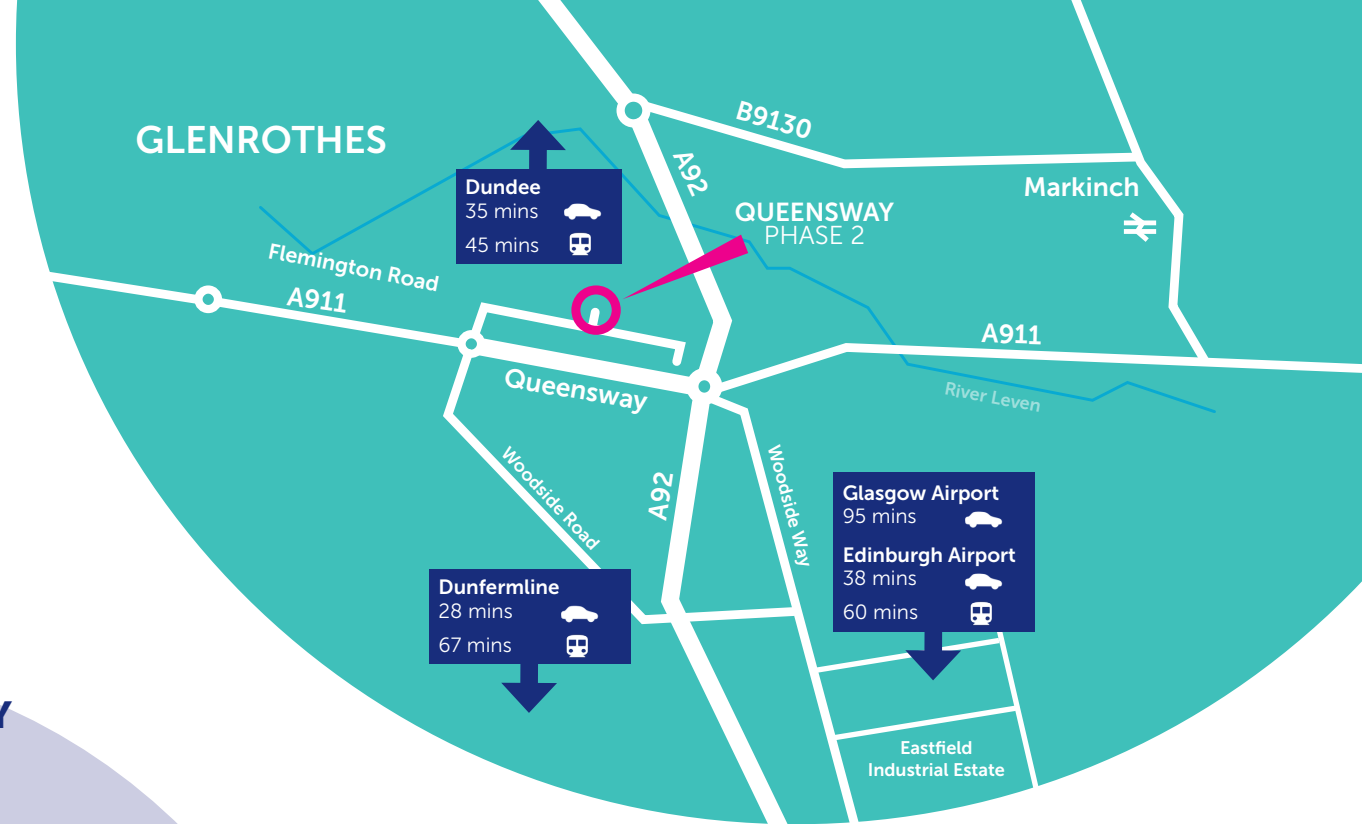 B9130
GLENROTHES
A92
Dundee
35 mins
45 mins
Markinch
QUEENSWAY
PHASE 2
Flemington Road
A911
A911
Queensway
River Leven
Woodside Road
A92
Woodside Way
Glasgow Airport
95 mins
Edinburgh Airport
38 mins
60 mins
Dunfermline
28 mins
67 mins
Y
Eastfield
Industrial Estate